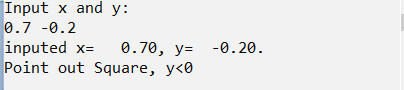 Input x and y:
0.7 -0.2
inputed x=   0.70, y=  -0.20.
Point out Square, y<0